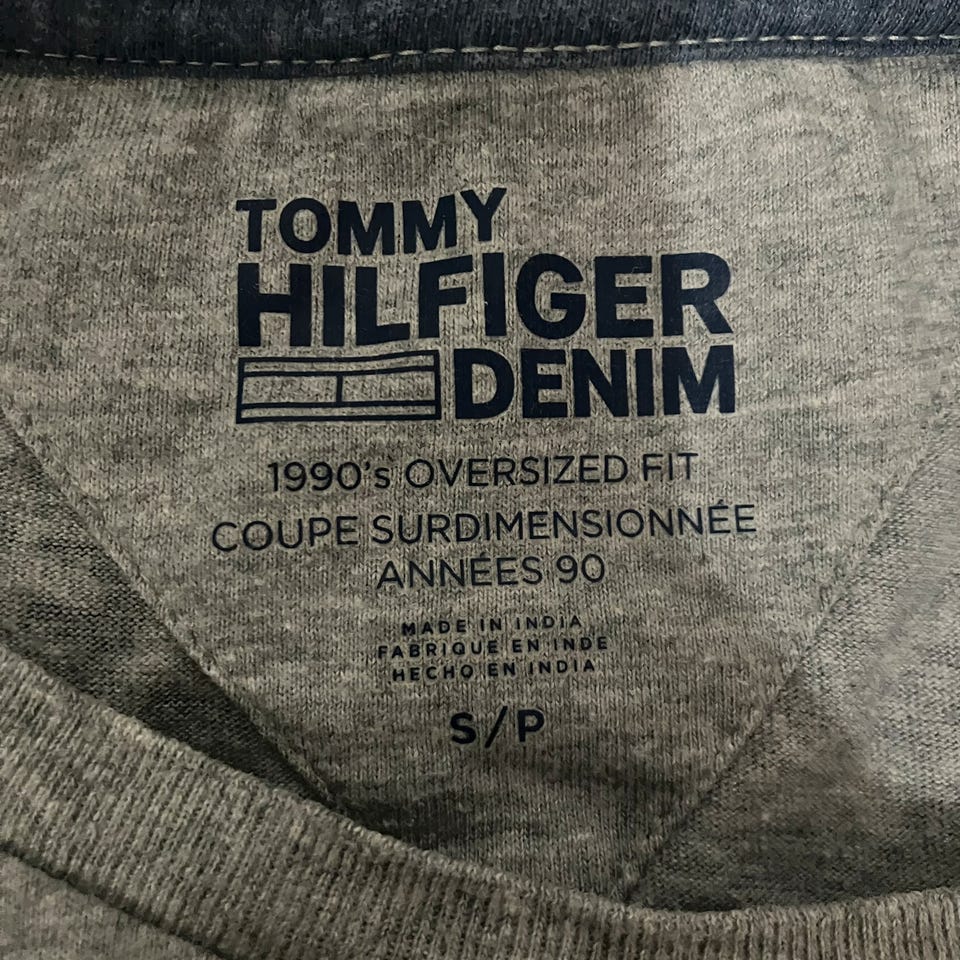 TOMMY
HILFIGER
DENIM
1990's OVERSIZED FIT
COUPE SURDIMENSIONNÉE
ANNÉES 90
MADE IN INDIA
FABRIQUE EN INDE
HECHO EN INDIA
S/P